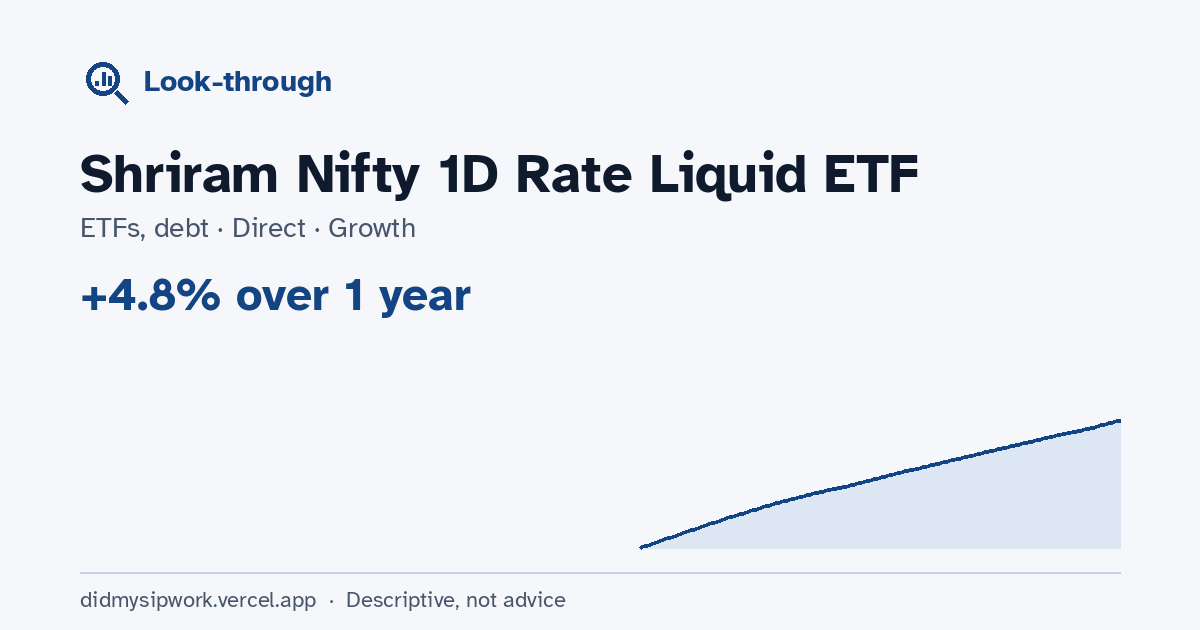 Look-through
Shriram Nifty 1D Rate Liquid ETF
ETFs, debt · Direct · Growth
+4.8% over 1 year
didmysipwork.vercel.app · Descriptive, not advice